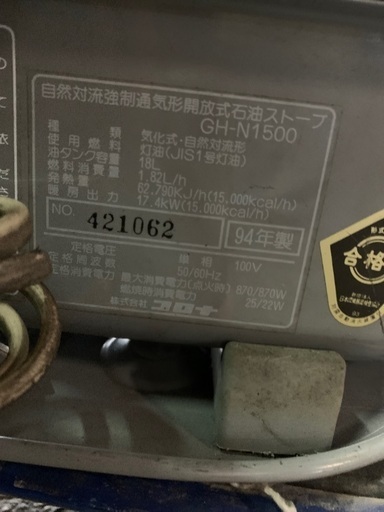 自然対流強制通気形開放式石油ストーブ
GH-N1500
種類 気化式・自然対流形
使用燃料 灯油(JIS1号灯油)
油タンク容量 18L
燃料消費量 1.82L/h
発熱量 62,790KJ/h(15,000kcal/h)
暖房出力 17.4kW(15,000kcal/h)
NO. 421062 94年製
定格電圧 単相 100V
定格周波数 50/60Hz
定格消費電力 最大消費電力(点火時) 870/870W
燃焼時消費電力 25/22W
株式会社 コロナ
合格